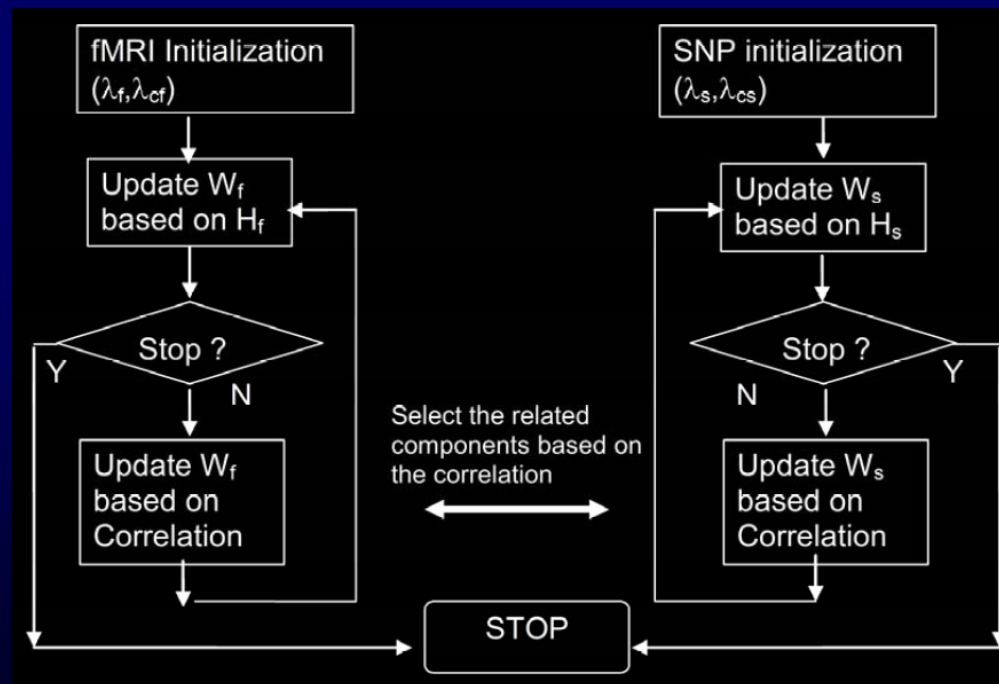 fMRI Initialization
(λf,λcf)
Update Wf
based on Hf
Stop ?
Y
N
Update Wf
based on
Correlation
Select the related
components based on
the correlation
SNP initialization
(λs,λcs)
Update Ws
based on Hs
Stop ?
N
Y
Update Ws
based on
Correlation
STOP